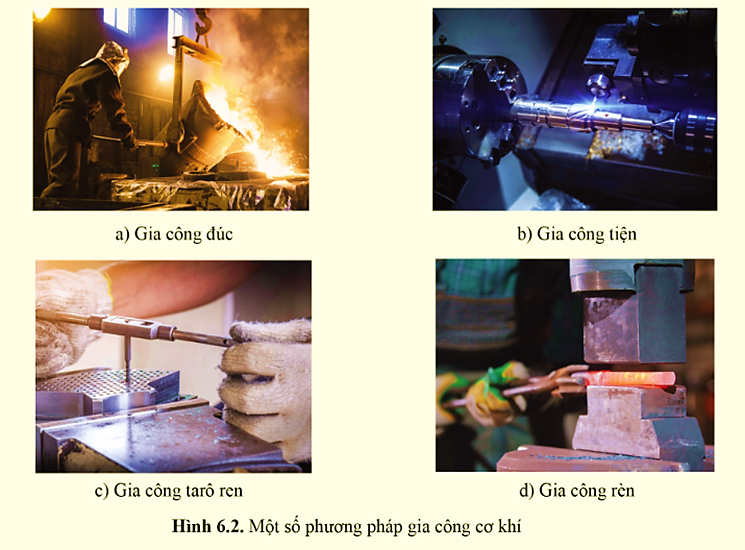 a) Gia công đúc
b) Gia công tiện
c) Gia công tarô ren
d) Gia công rèn
Hình 6.2. Một số phương pháp gia công cơ khí